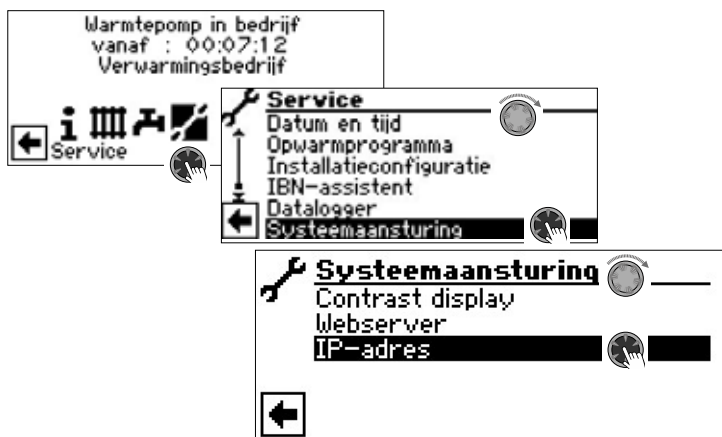 Warmtepomp in bedrijf
vanaf : 00:07:12
Verwarmingsbedrijf
i
Service
Service
Datum en tijd
Opwarmprogramma
Installatieconfiguratie
IBN-assistent
Datalogger
Systeemaansturing
Systeemaansturing
Contrast display
Webserver
IP-adres